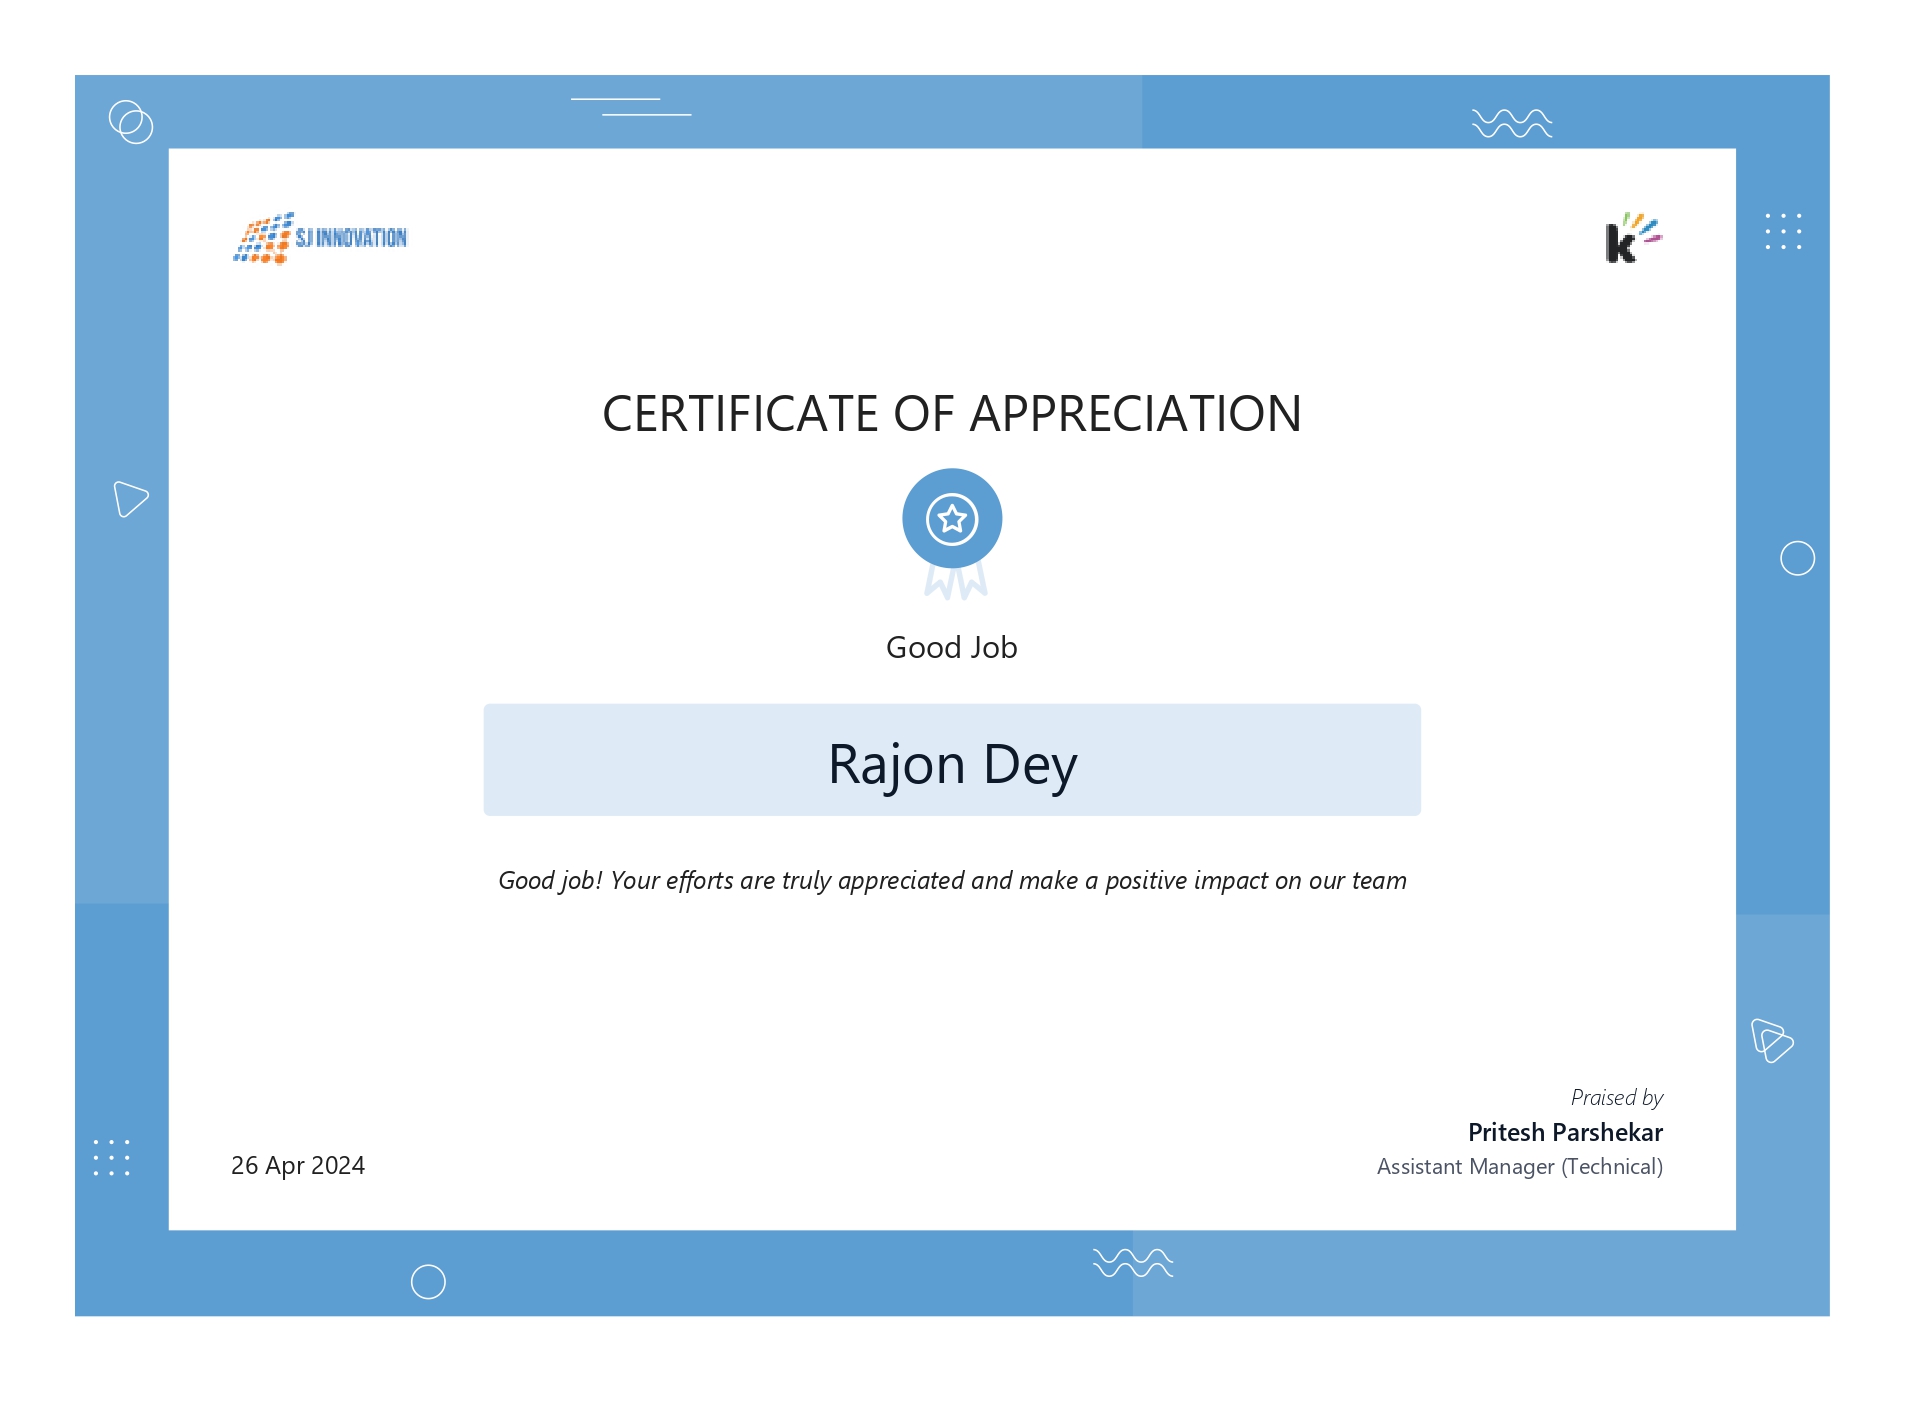 SJ INNOVATION
k
CERTIFICATE OF APPRECIATION
Good Job
Rajon Dey
Good job! Your efforts are truly appreciated and make a positive impact on our team
Praised by
Pritesh Parshekar
Assistant Manager (Technical)
26 Apr 2024